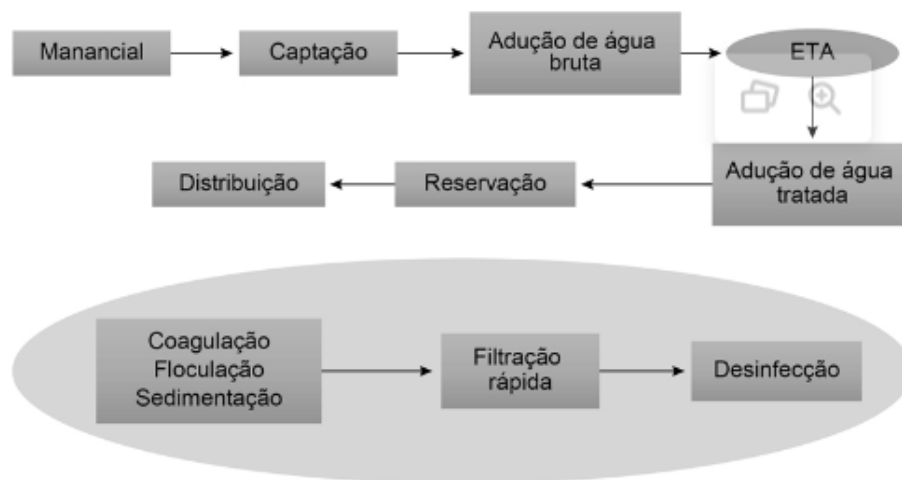 Manancial
Captação
Adução de água
bruta
ETA
Adução de água
tratada
Reservação
Distribuição
Coagulação
Floculação
Sedimentação
Filtração
rápida
Desinfecção